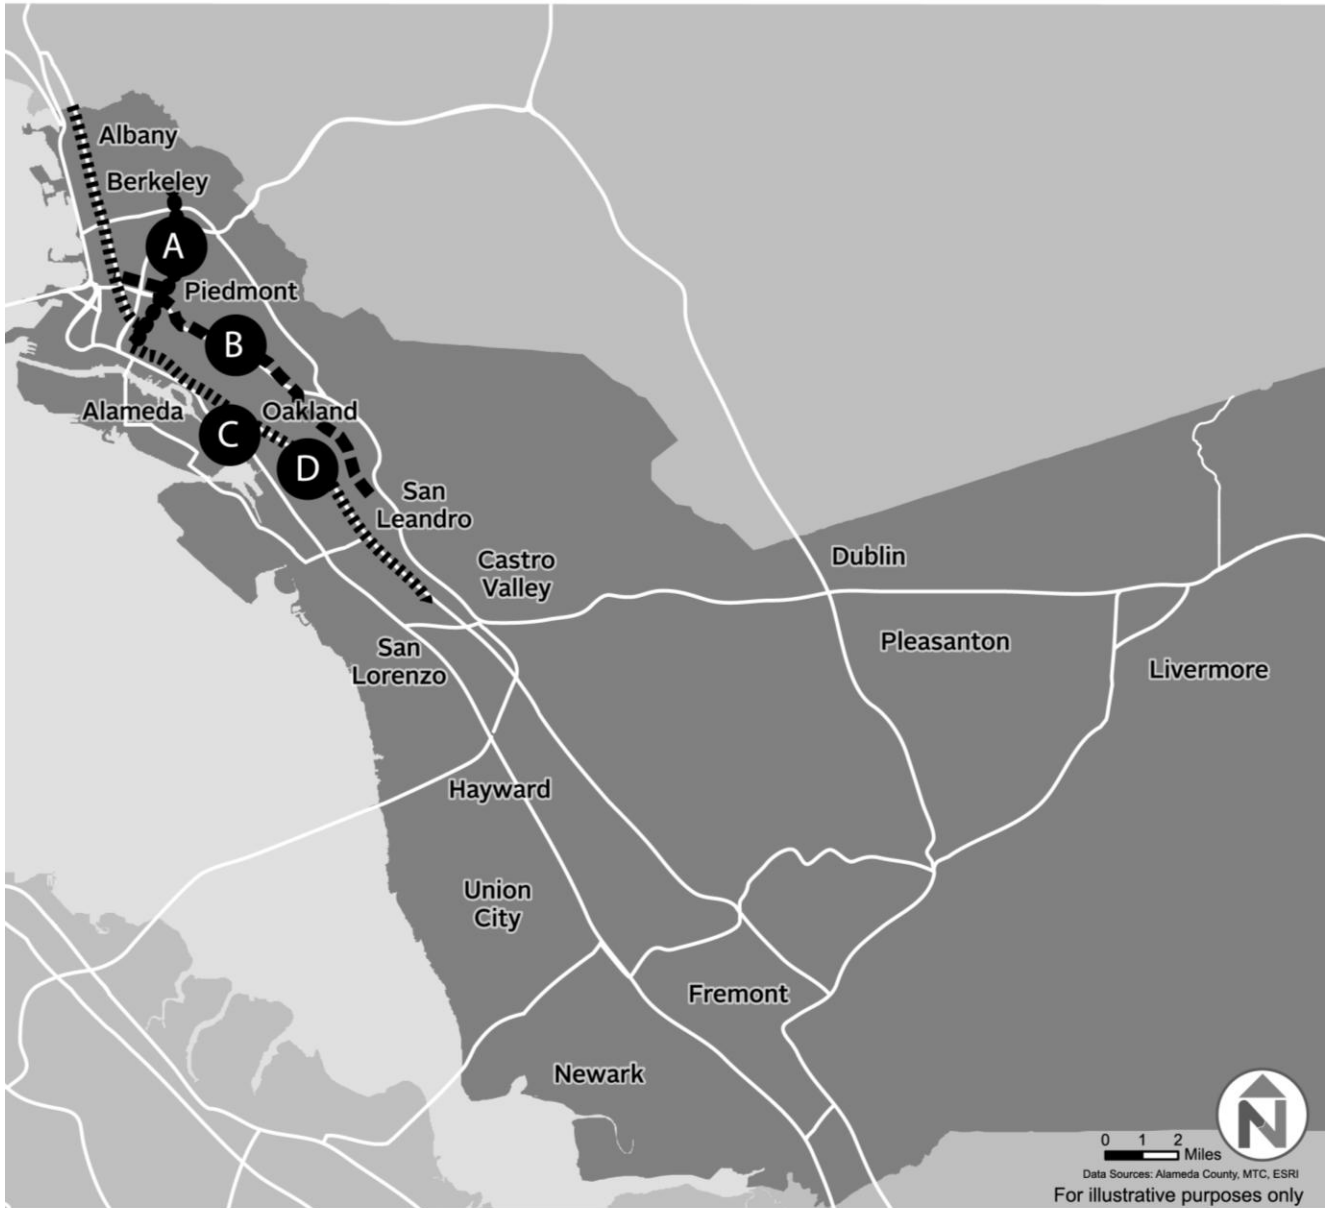 Albany
Berkeley
A
Piedmont
B
Alameda
Oakland
C
D
San
Leandro
Castro
Valley
Dublin
San
Lorenzo
Pleasanton
Livermore
Hayward
Union
City
Fremont
Newark
N
0 1 2
Miles
Data Sources: Alameda County, MTC, ESRI
For illustrative purposes only